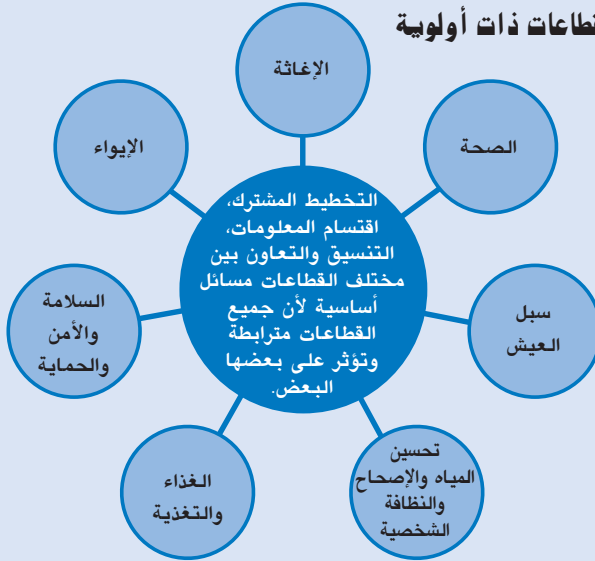 ذات أولوية
الإغاثة
الصحة
سبل
العيش
تحسين
المياه والإصحاح
والنظافة
الشخصية
الغذاء
والتغذية
السلامة
والأمن
والحماية
الإيواء
التخطيط المشترك،
اقتسام المعلومات،
التنسيق والتعاون بين
مختلف القطاعات مسائل
أساسية لأن جميع
القطاعات مترابطة
وتؤثر على بعضها
البعض.